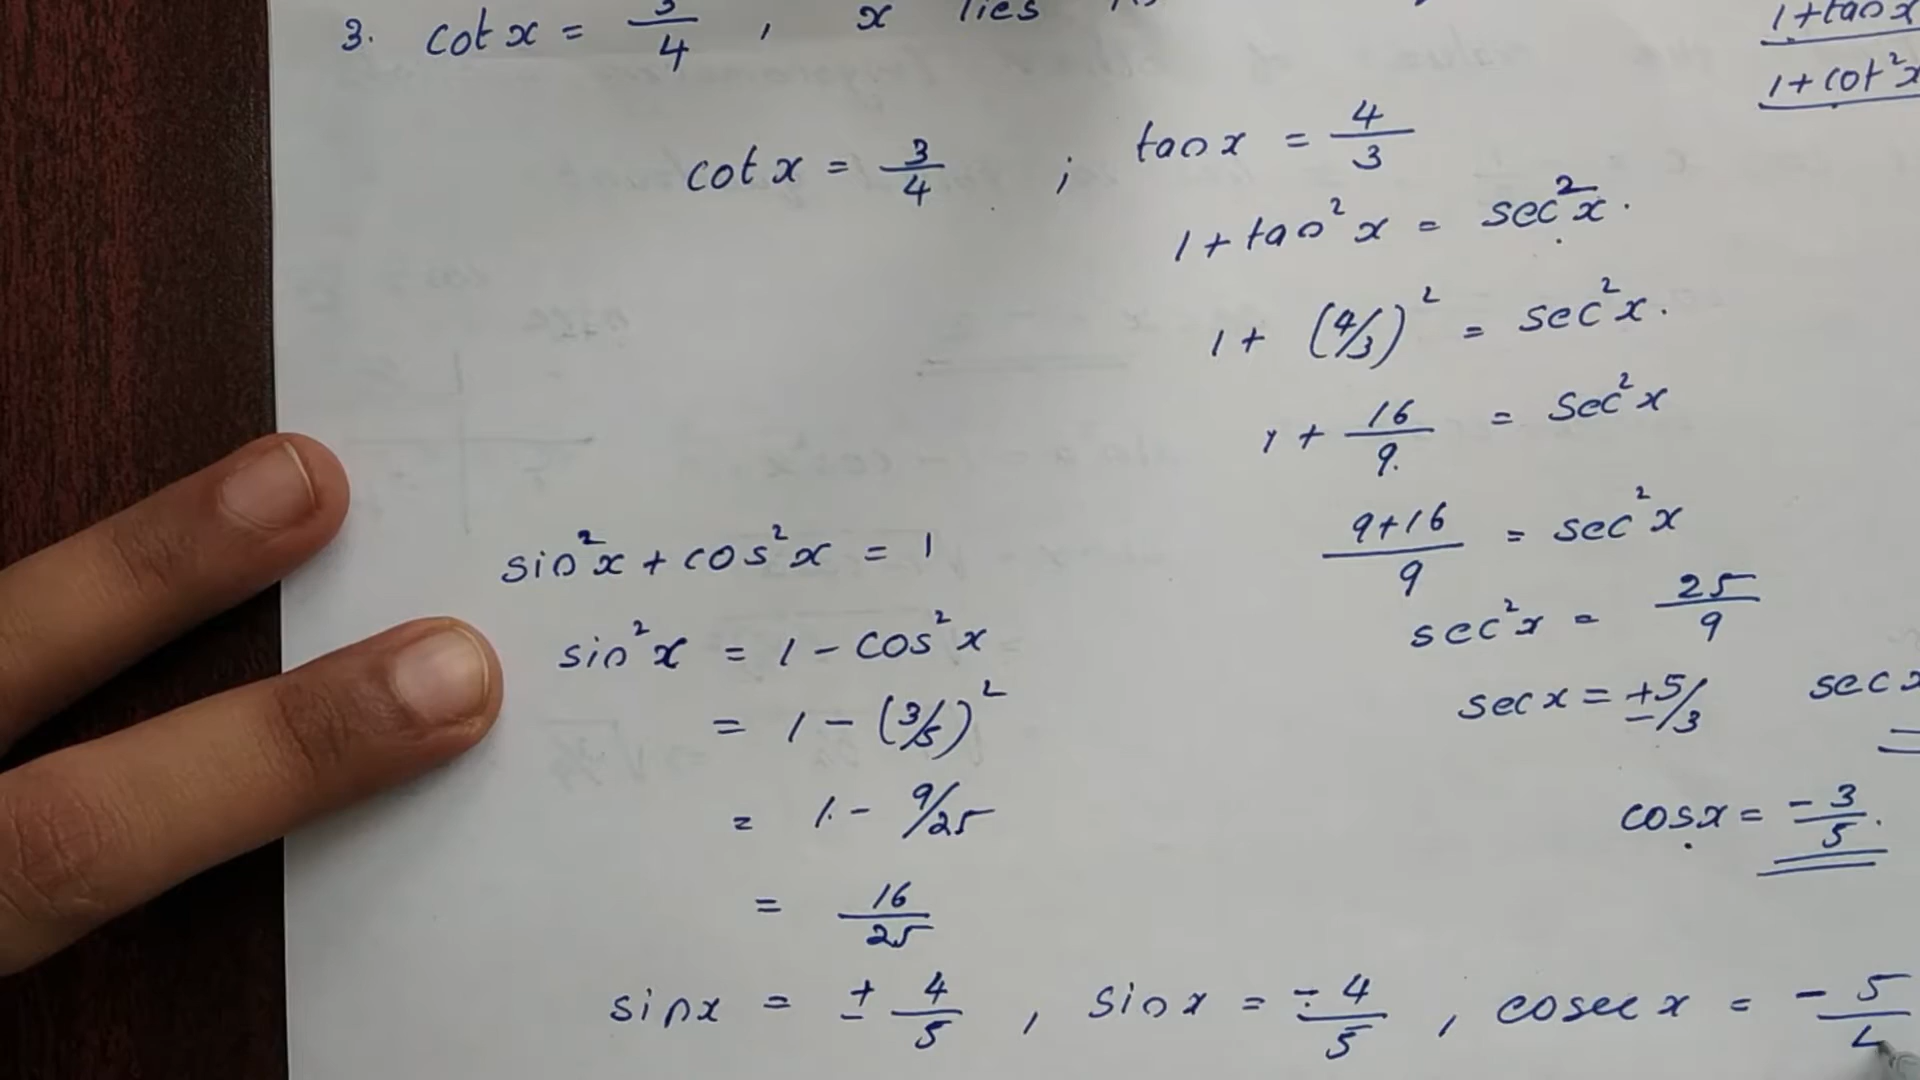 3. cot x = 3/4 , x lies
1+tan x
1+cot²x
cot x = 3/4 ; tan x = 4/3
1+tan²x = sec²x.
1+ (4/3)² = sec²x.
1+ 16/9. = sec²x
9+16/9 = sec²x
sec²x = 25/9
sec x = ±5/3 sec x
cosx = -3/5.
sin²x + cos²x = 1
sin²x = 1 - cos²x
= 1 - (3/5)²
= 1 - 9/25
= 16/25
sinx = ± 4/5 , sinx = -4/5 , cosec x = -5/4